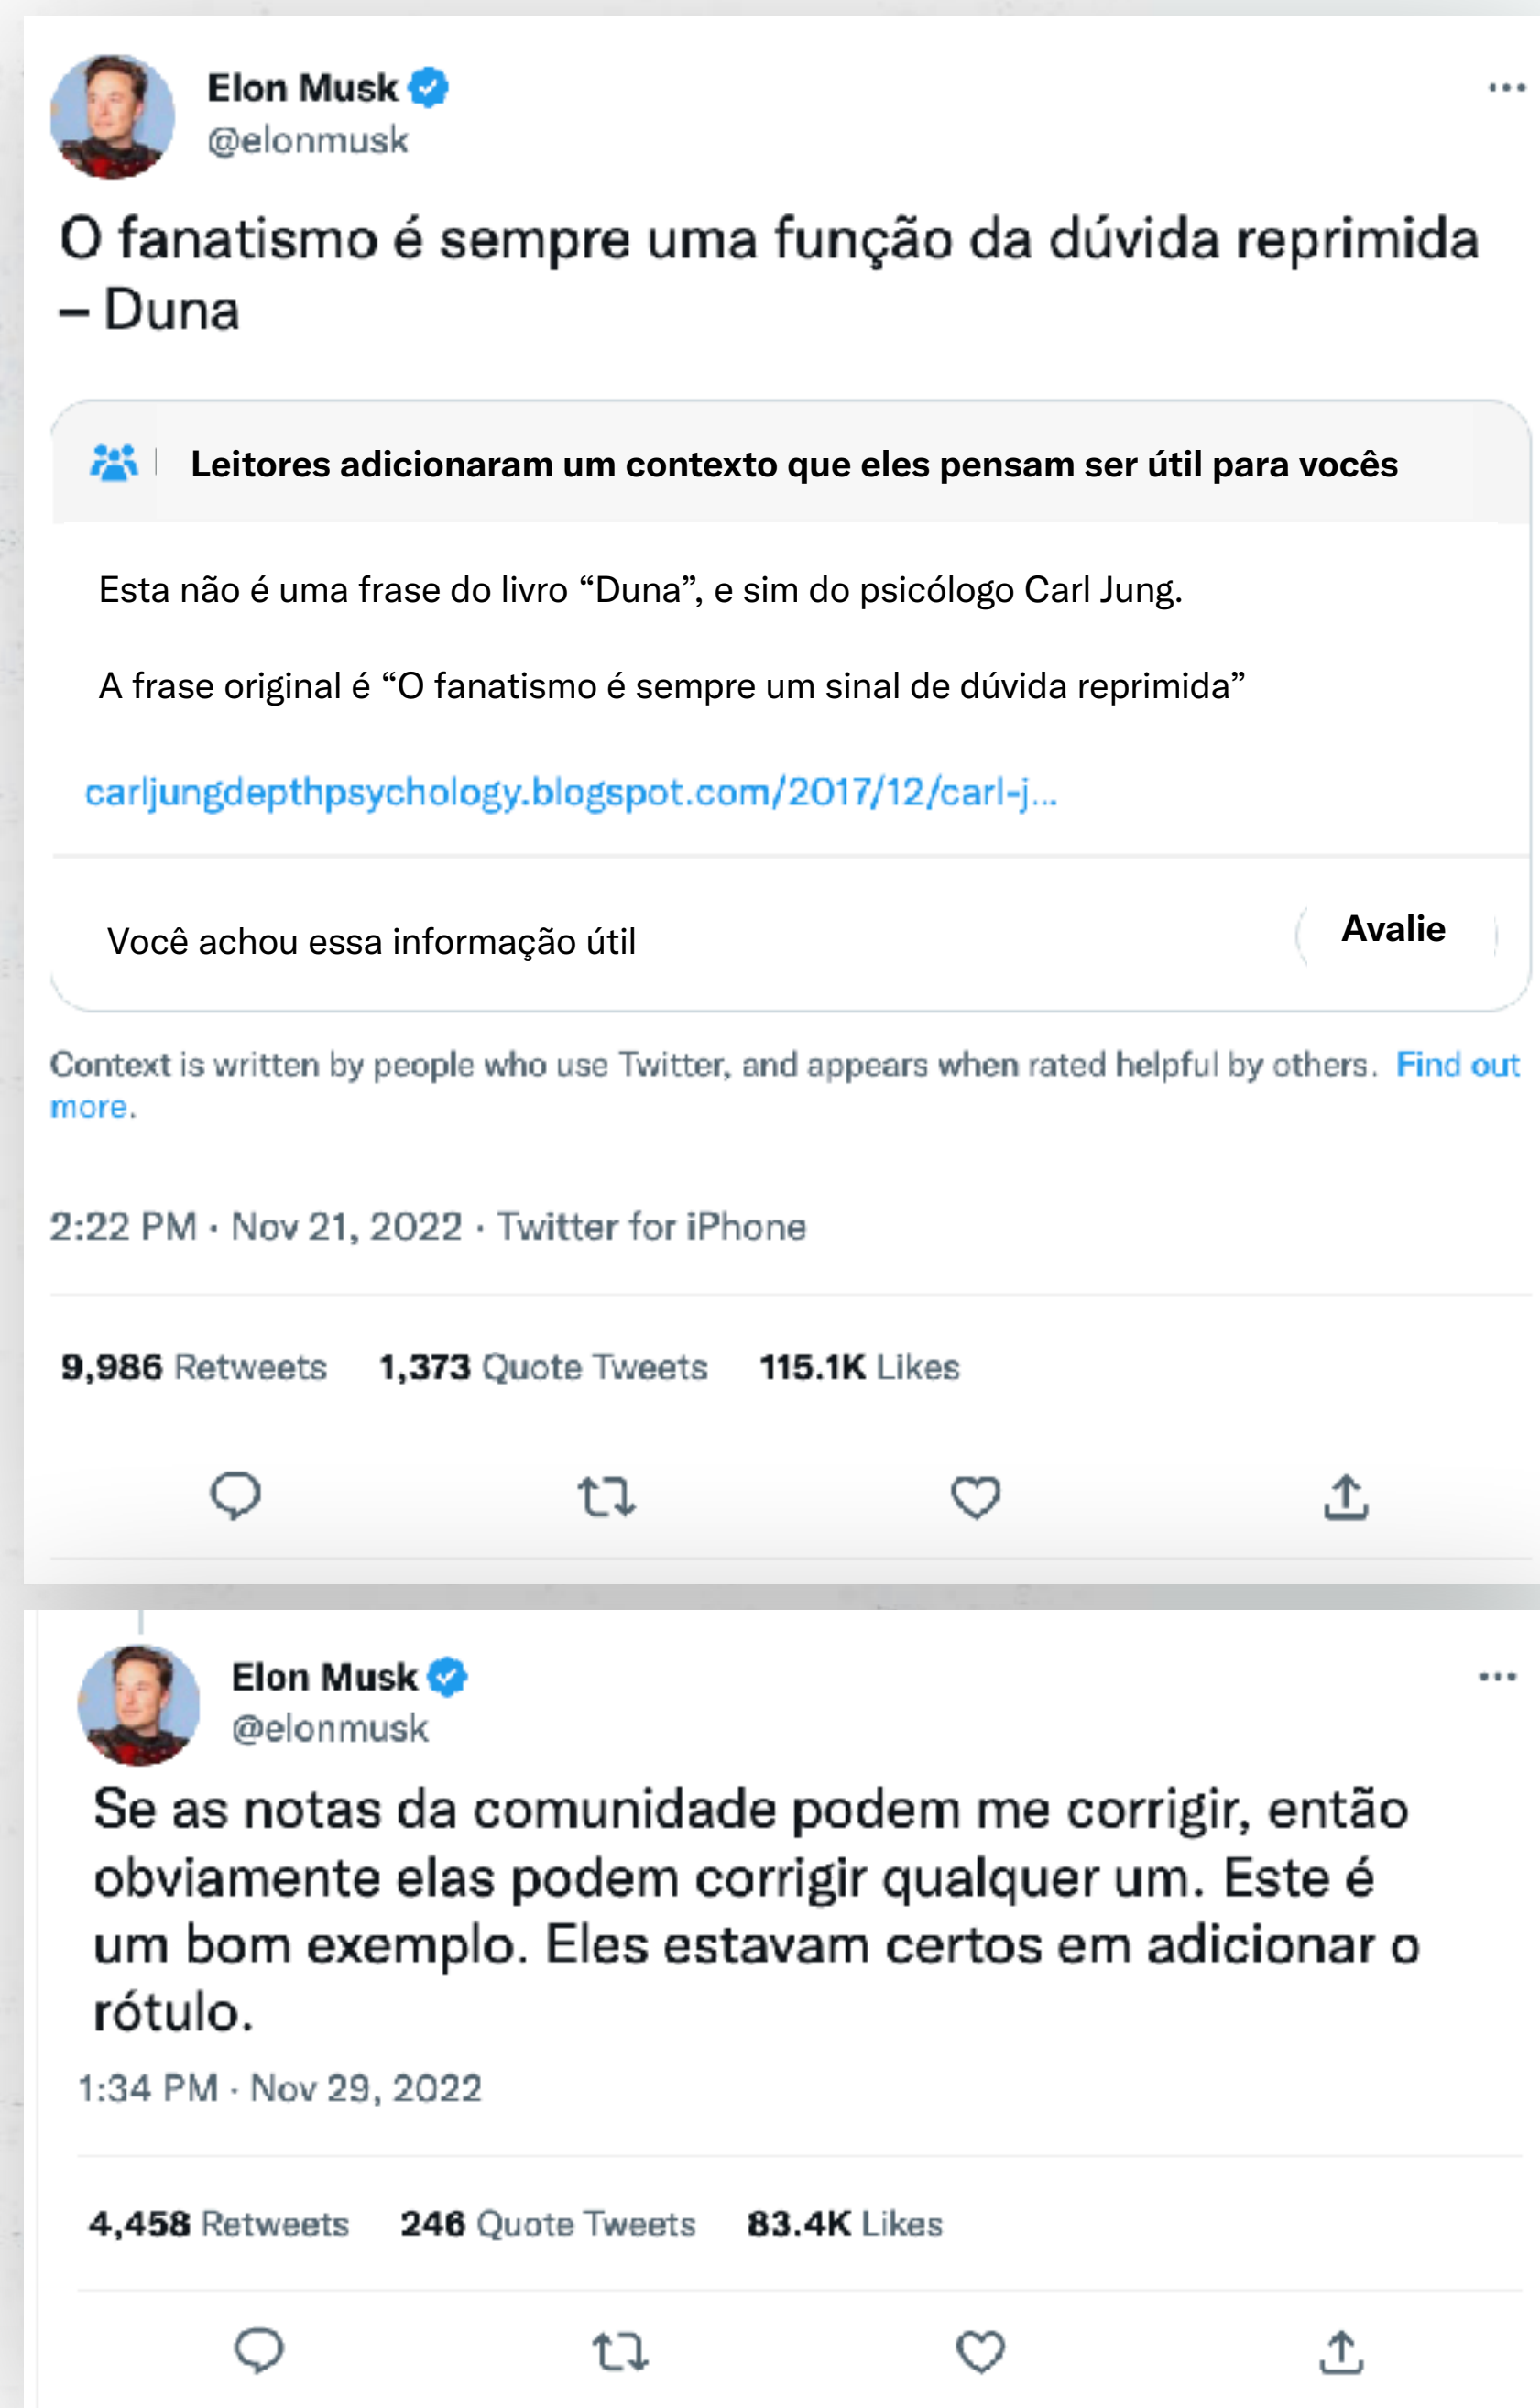 Elon Musk
@elonmusk
O fanatismo é sempre uma função da dúvida reprimida
– Duna
Leitores adicionaram um contexto que eles pensam ser útil para vocês
Esta não é uma frase do livro “Duna”, e sim do psicólogo Carl Jung.
A frase original é “O fanatismo é sempre um sinal de dúvida reprimida”
carljungdepthpsychology.blogspot.com/2017/12/carl-j...
Você achou essa informação útil
Avalie
Context is written by people who use Twitter, and appears when rated helpful by others. Find out
more.
2:22 PM · Nov 21, 2022 · Twitter for iPhone
9,986 Retweets 1,373 Quote Tweets 115.1K Likes
Elon Musk
@elonmusk
Se as notas da comunidade podem me corrigir, então
obviamente elas podem corrigir qualquer um. Este é
um bom exemplo. Eles estavam certos em adicionar o
rótulo.
1:34 PM · Nov 29, 2022
4,458 Retweets 246 Quote Tweets 83.4K Likes